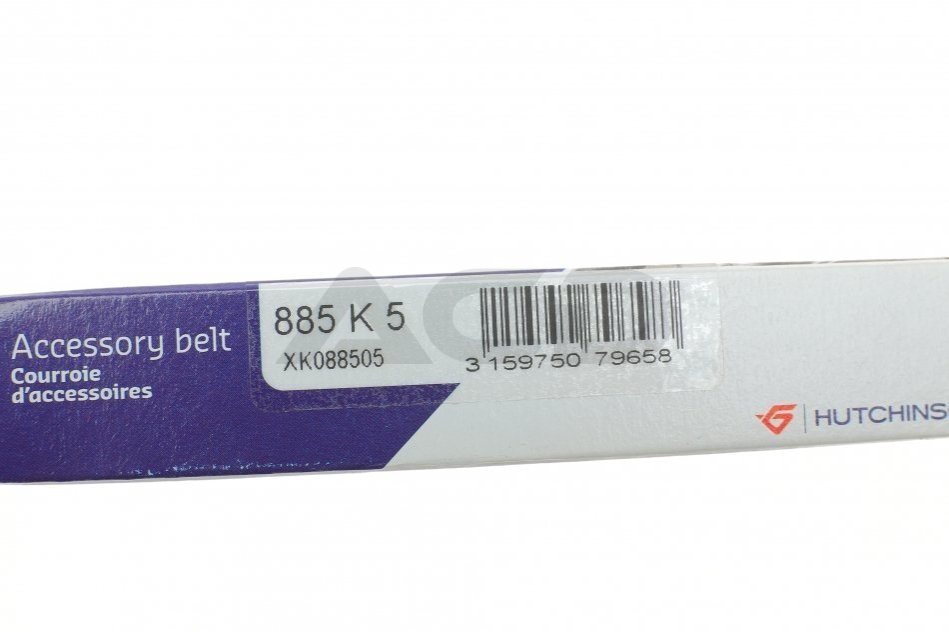 Accessory belt
Courroie
d'accessoires
885 K 5
XK088505
3 159750 79658
HUTCHINS